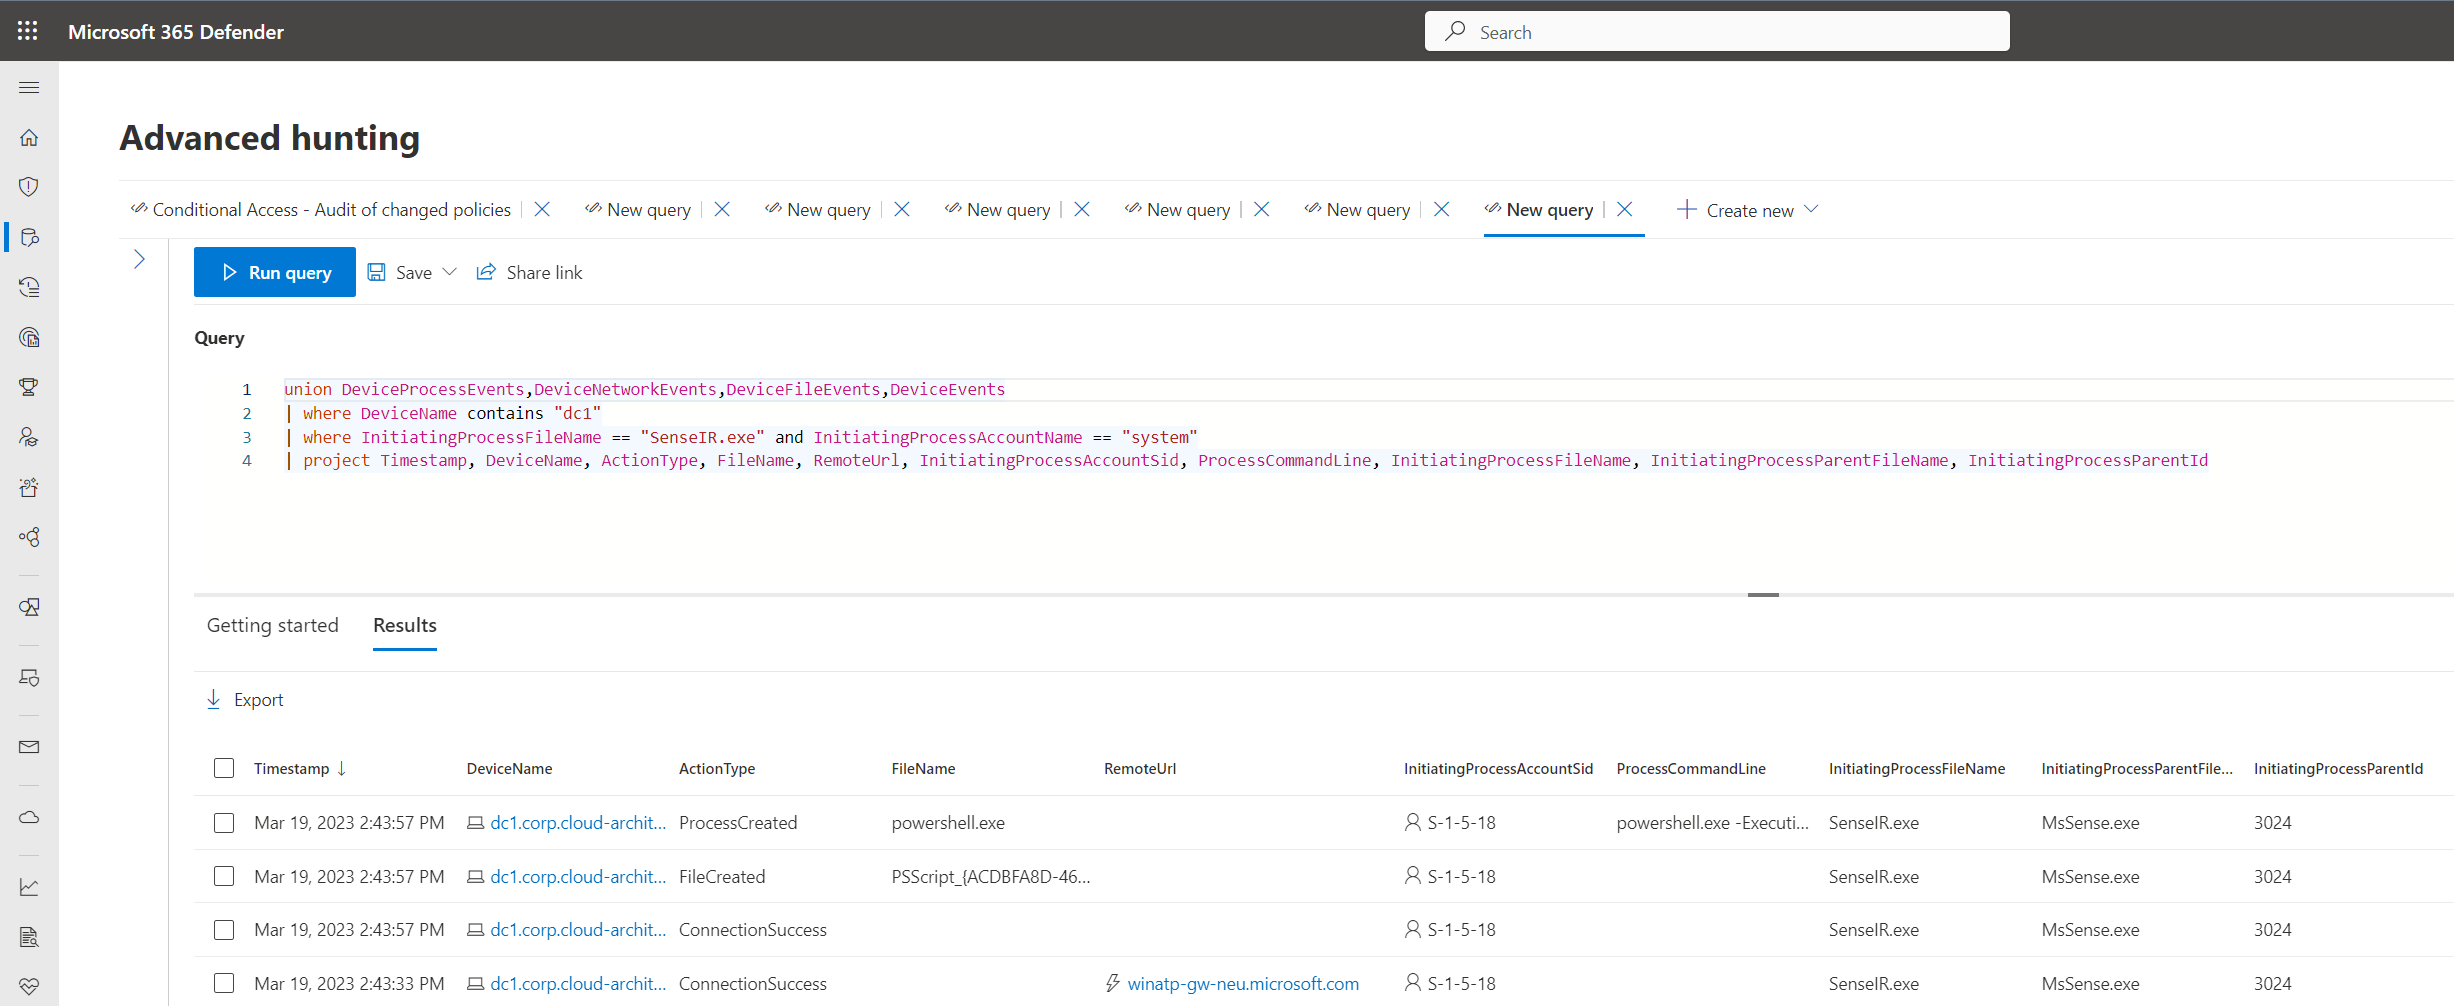 Microsoft 365 Defender
Search
Advanced hunting
Conditional Access - Audit of changed policies New query New query New query New query New query New query Create new
Run query Save Share link
Query
1 union DeviceProcessEvents,DeviceNetworkEvents,DeviceFileEvents,DeviceEvents
2 | where DeviceName contains "dc1"
3 | where InitiatingProcessFileName == "SenseIR.exe" and InitiatingProcessAccountName == "system"
4 | project Timestamp, DeviceName, ActionType, FileName, RemoteUrl, InitiatingProcessAccountSid, ProcessCommandLine, InitiatingProcessFileName, InitiatingProcessParentFileName, InitiatingProcessParentId
Getting started Results
Export
Timestamp DeviceName ActionType FileName RemoteUrl InitiatingProcessAccountSid ProcessCommandLine InitiatingProcessFileName InitiatingProcessParentFile... InitiatingProcessParentId
Mar 19, 2023 2:43:57 PM dc1.corp.cloud-archit... ProcessCreated powershell.exe S-1-5-18 powershell.exe -Executi... SenseIR.exe MsSense.exe 3024
Mar 19, 2023 2:43:57 PM dc1.corp.cloud-archit... FileCreated PSScript_{ACDBFA8D-46... S-1-5-18 SenseIR.exe MsSense.exe 3024
Mar 19, 2023 2:43:57 PM dc1.corp.cloud-archit... ConnectionSuccess S-1-5-18 SenseIR.exe MsSense.exe 3024
Mar 19, 2023 2:43:33 PM dc1.corp.cloud-archit... ConnectionSuccess winatp-gw-neu.microsoft.com S-1-5-18 SenseIR.exe MsSense.exe 3024